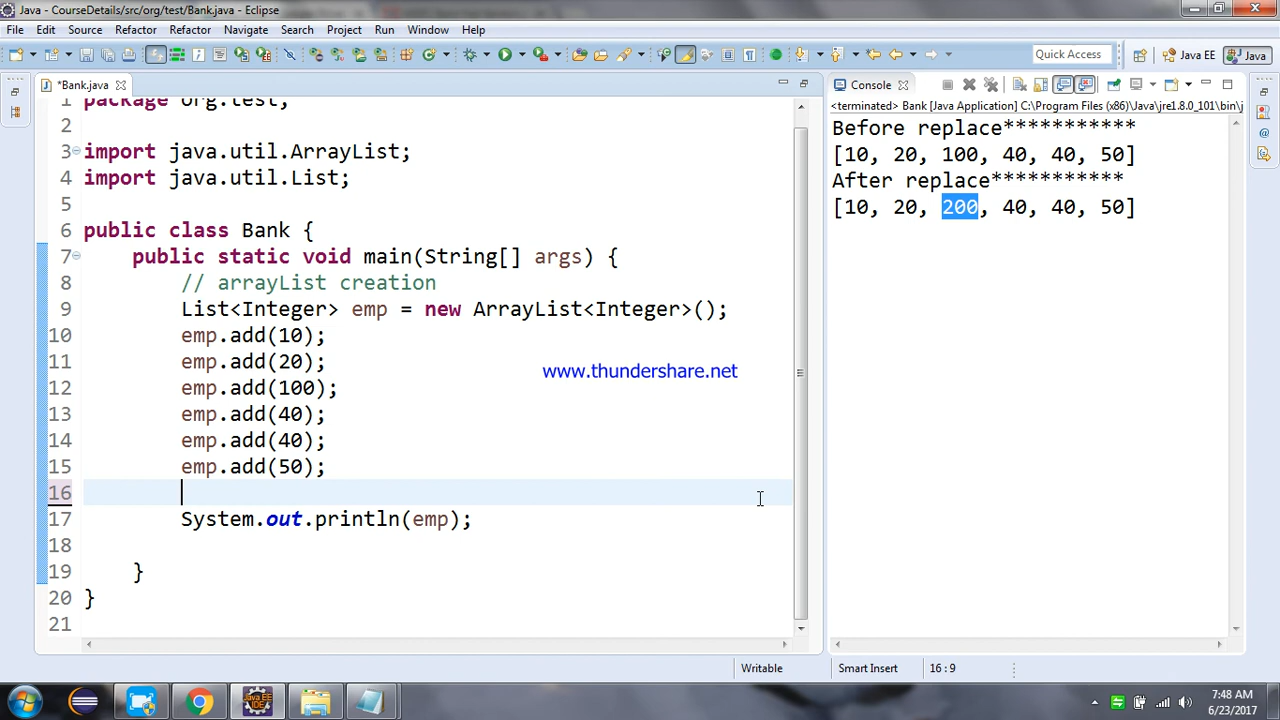 Java - CourseDetails/src/org/test/Bank.java - Eclipse
File Edit Source Refactor Refactor Navigate Search Project Run Window Help
Quick Access
Java EE
Java
*Bank.java
1 package org.test;
2
3 import java.util.ArrayList;
4 import java.util.List;
5
6 public class Bank {
7 public static void main(String[] args) {
8 // arrayList creation
9 List<Integer> emp = new ArrayList<Integer>();
10 emp.add(10);
11 emp.add(20);
12 emp.add(100);
13 emp.add(40);
14 emp.add(40);
15 emp.add(50);
16
17 System.out.println(emp);
18
19 }
20 }
21
www.thundershare.net
Console
<terminated> Bank [Java Application] C:\Program Files (x86)\Java\jre1.8.0_101\bin\j
Before replace***********
[10, 20, 100, 40, 40, 50]
After replace***********
[10, 20, 200, 40, 40, 50]
Writable
Smart Insert
16 : 9
Java EE
IDE
7:48 AM
6/23/2017